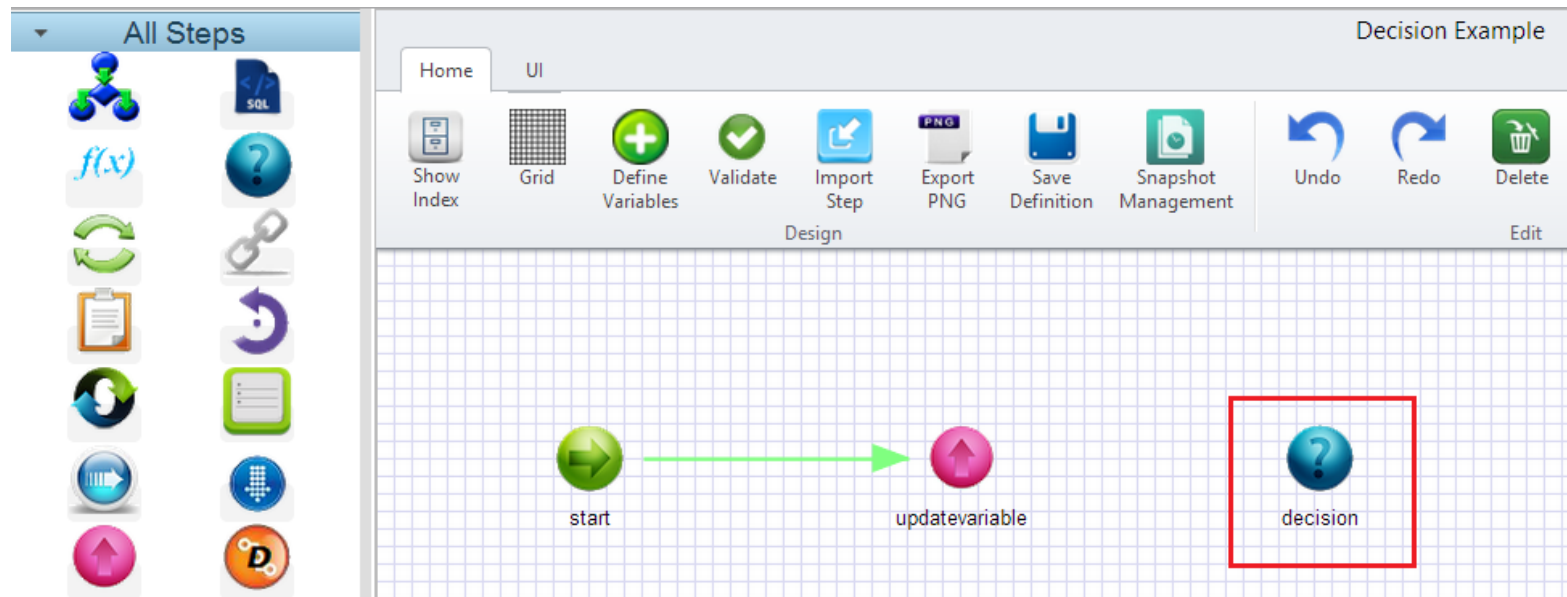 All Steps
Decision Example
Home
UI
</>
SQL
f(x)
?
PNG
Show
Index
Grid
Define
Variables
Validate
Import
Step
Export
PNG
Save
Definition
Snapshot
Management
Undo
Redo
Delete
Design
Edit
S
D
?
start
updatevariable
decision